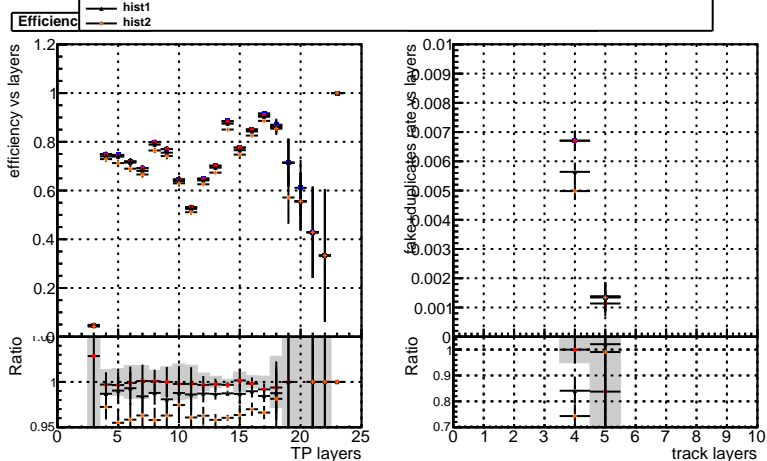 hist1
Efficienc
hist2
efficiency vs layers
1.2
1
0.8
0.6
0.4
0.2
0
Ratio
1
0.95
0 5 10 15 20 25
TP layers
fake+duplicates rate vs layers
0.01
0.009
0.008
0.007
0.006
0.005
0.004
0.003
0.002
0.001
0
Ratio
1
0.9
0.8
0.7
0 1 2 3 4 5 6 7 8 9 10
track layers